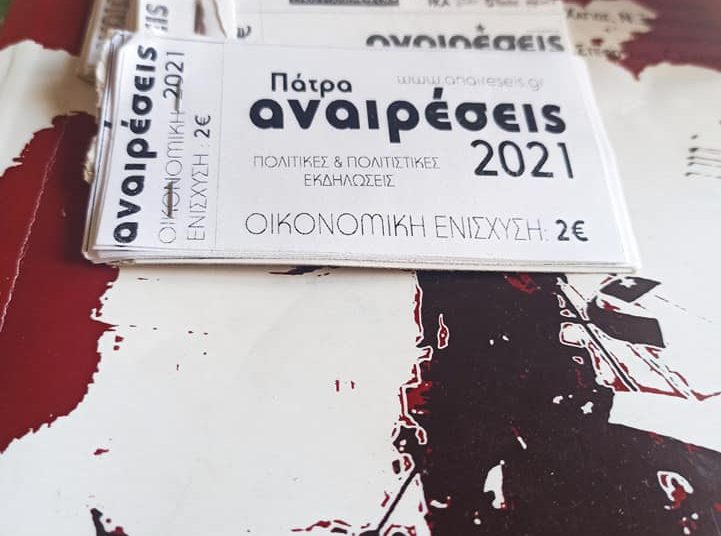 αναιρέσεις
Πάτρα
www.anaireseis.gr
αναιρέσεις
2021
ΠΟΛΙΤΙΚΕΣ & ΠΟΛΙΤΙΣΤΙΚΕΣ
ΕΚΔΗΛΩΣΕΙΣ
ΟΙΚΟΝΟΜΙΚΗ ΕΝΙΣΧΥΣΗ: 2€
αναιρέσεις
ΟΙΚΟΝΟΜΙΚΗ 2021
ΕΝΙΣΧΥΣΗ: 2€